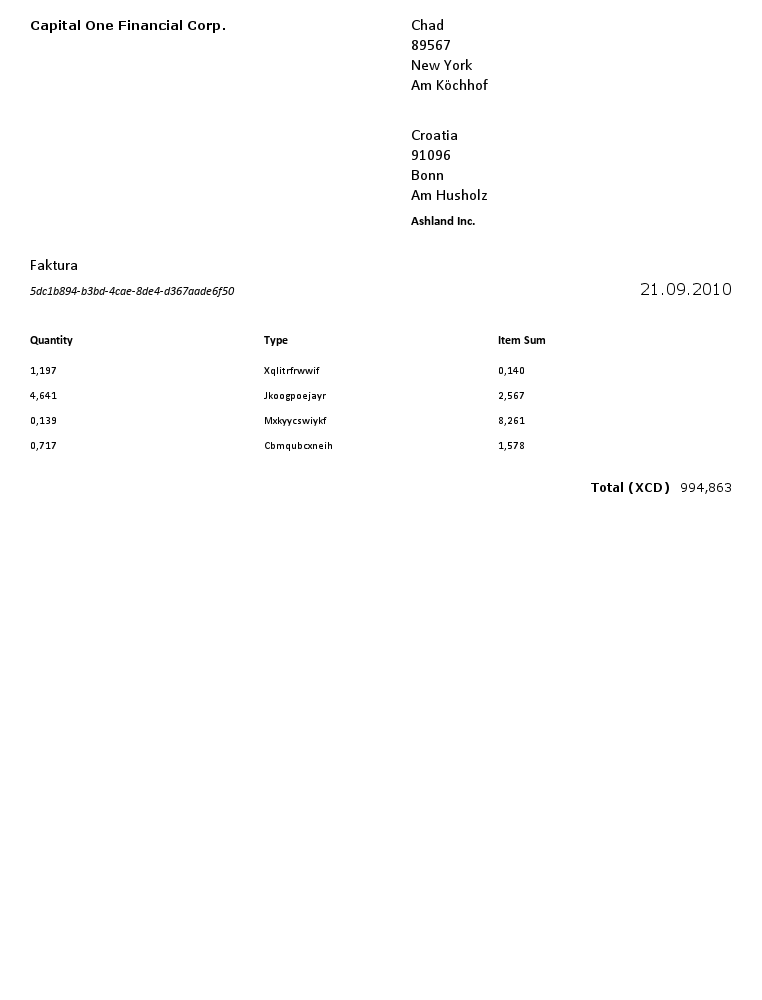 Capital One Financial Corp.
Chad
89567
New York
Am Köchhof
Croatia
91096
Bonn
Am Husholz
Ashland Inc.
Faktura
5dc1b894-b3bd-4cae-8de4-d367aade6f50
21.09.2010
Quantity Type Item Sum
1,197 Xqlitrfrwwif 0,140
4,641 Jkoogpoejayr 2,567
0,139 Mxkyycswiykf 8,261
0,717 Cbmqubcxneih 1,578
Total (XCD) 994,863